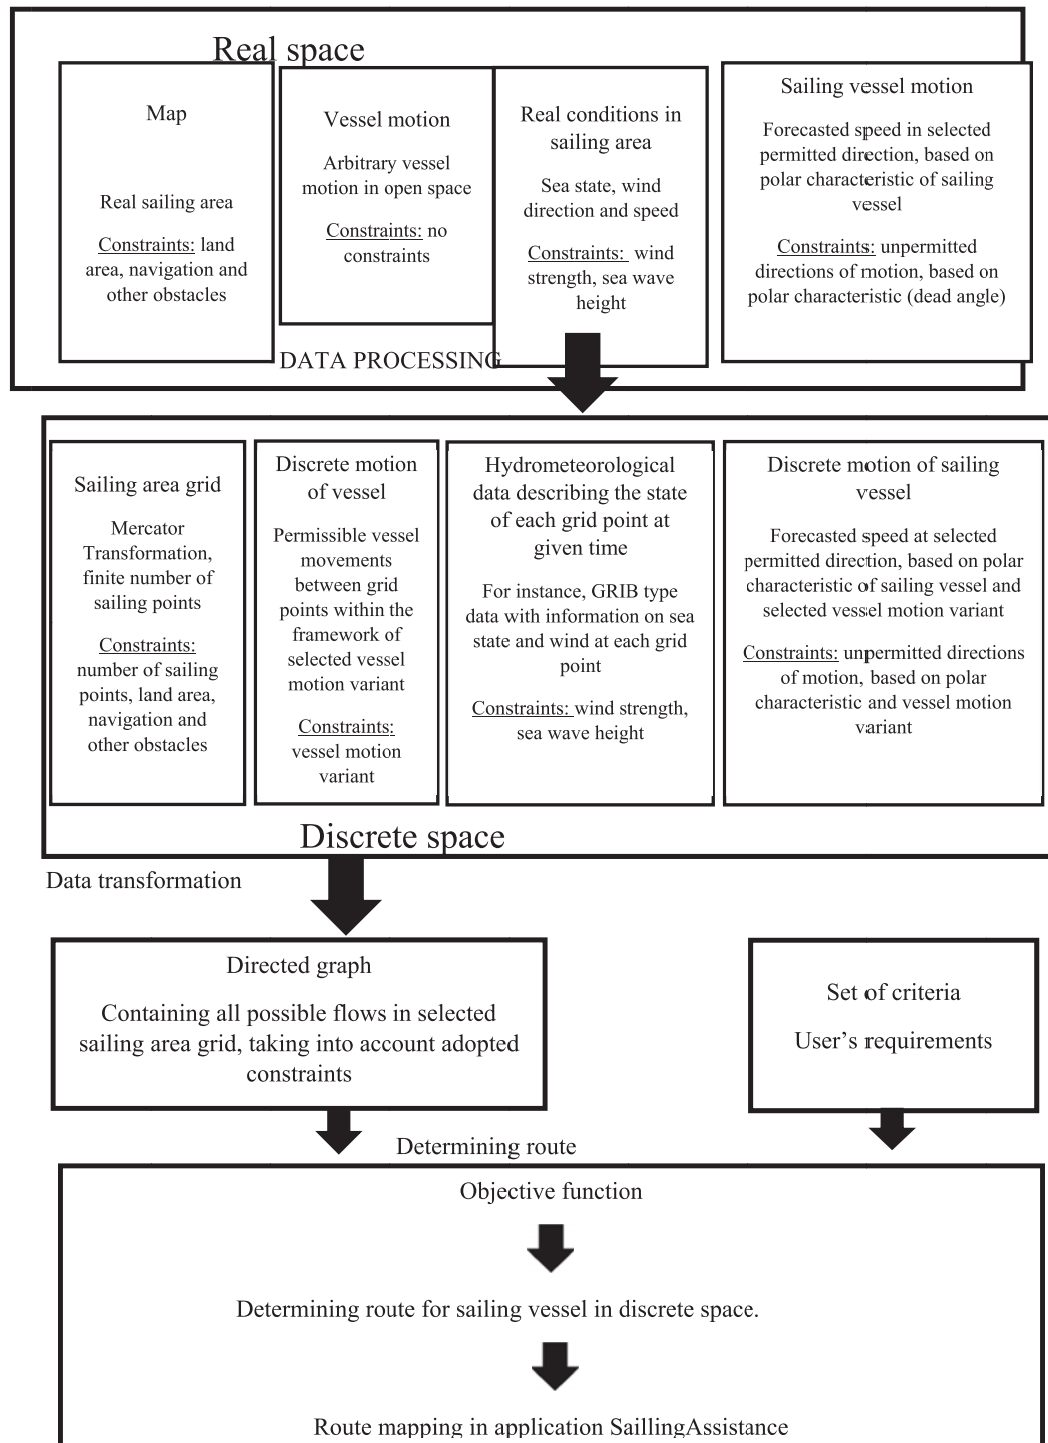 Real space
Map
Real sailing area
Constraints: land
area, navigation and
other obstacles
Vessel motion
Arbitrary vessel
motion in open space
Constraints: no
constraints
Real conditions in
sailing area
Sea state, wind
direction and speed
Constraints: wind
strength, sea wave
height
Sailing vessel motion
Forecasted speed in selected
permitted direction, based on
polar characteristic of sailing
vessel
Constraints: unpermitted
directions of motion, based on
polar characteristic (dead angle)
DATA PROCESSING
Sailing area grid
Mercator
Transformation,
finite number of
sailing points
Constraints:
number of sailing
points, land area,
navigation and
other obstacles
Discrete motion
of vessel
Permissible vessel
movements
between grid
points within the
framework of
selected vessel
motion variant
Constraints:
vessel motion
variant
Hydrometeorological
data describing the state
of each grid point at
given time
For instance, GRIB type
data with information on sea
state and wind at each grid
point
Constraints: wind strength,
sea wave height
Discrete motion of sailing
vessel
Forecasted speed at selected
permitted direction, based on polar
characteristic of sailing vessel and
selected vessel motion variant
Constraints: unpermitted directions
of motion, based on polar
characteristic and vessel motion
variant
Discrete space
Data transformation
Directed graph
Containing all possible flows in selected
sailing area grid, taking into account adopted
constraints
Set of criteria
User’s requirements
Determining route
Objective function
Determining route for sailing vessel in discrete space.
Route mapping in application SaillingAssistance